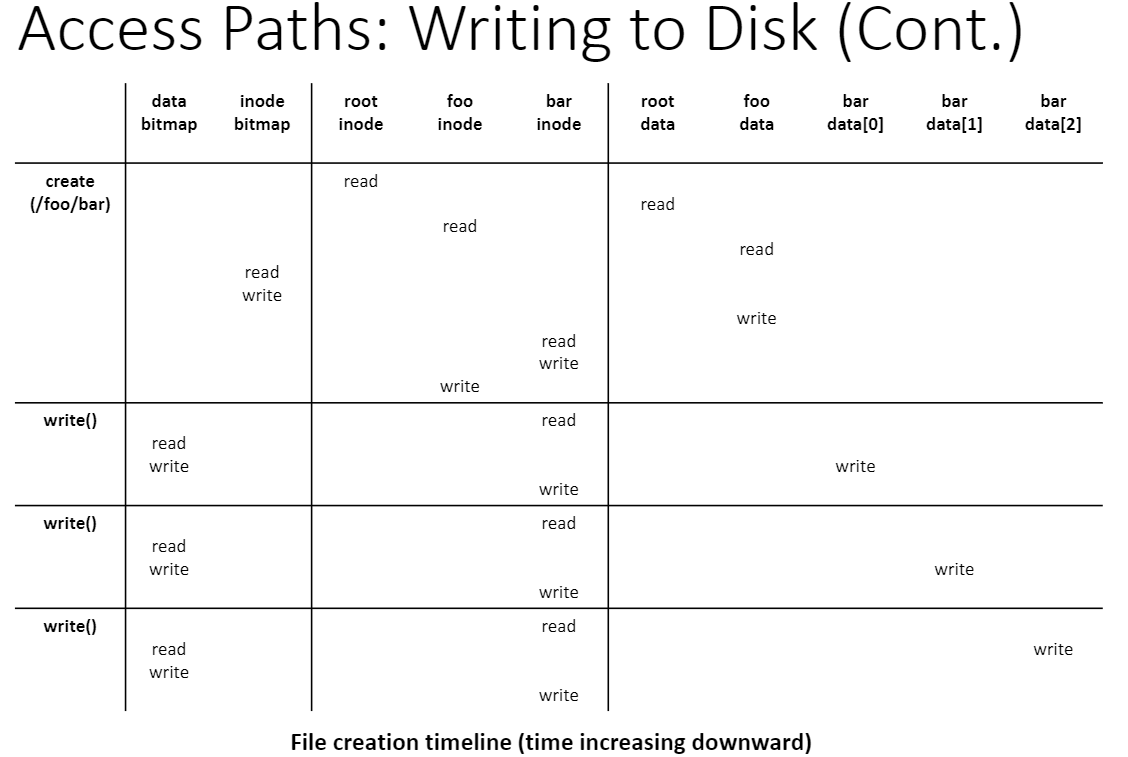 Access Paths: Writing to Disk (Cont.)
data inode root foo bar root foo bar bar bar
bitmap bitmap inode inode inode data data data[0] data[1] data[2]
create read
(/foo/bar) read
read
read
read
write
write
read
write
write
write() read
read
write write
write
write() read
read
write write
write
write() read
read write
write
write
File creation timeline (time increasing downward)